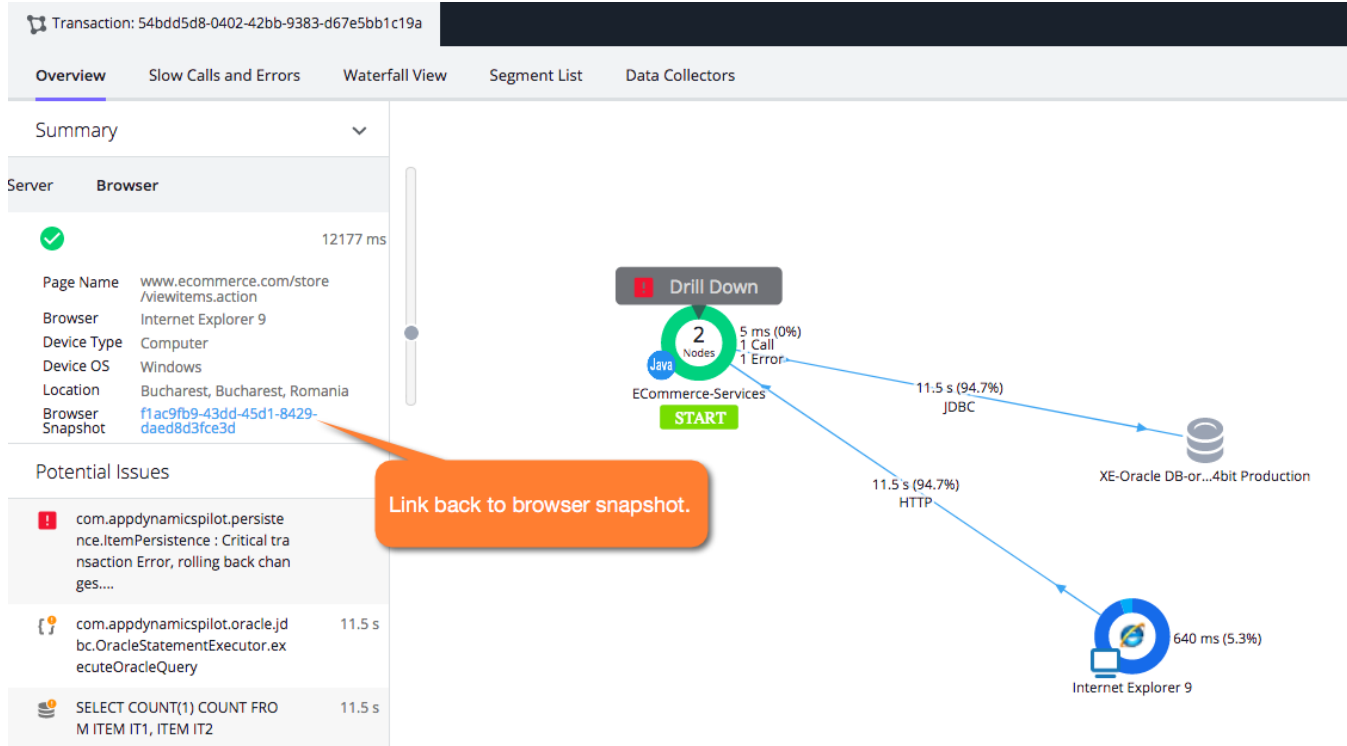 Transaction: 54bdd5d8-0402-42bb-9383-d67e5bb1c19a
Overview Slow Calls and Errors Waterfall View Segment List Data Collectors
Summary
Server Browser
12177 ms
Page Name www.ecommerce.com/store
/viewitems.action
Browser Internet Explorer 9
Device Type Computer
Device OS Windows
Location Bucharest, Bucharest, Romania
Browser f1ac9fb9-43dd-45d1-8429-
Snapshot daed8d3fce3d
Potential Issues
com.appdynamicspilot.persiste
nce.ItemPersistence : Critical tra
nsaction Error, rolling back chan
ges....
com.appdynamicspilot.oracle.jd 11.5 s
bc.OracleStatementExecutor.ex
ecuteOracleQuery
SELECT COUNT(1) COUNT FRO 11.5 s
M ITEM IT1, ITEM IT2
Link back to browser snapshot.
! Drill Down
2
Nodes
Java
5 ms (0%)
1 Call
1 Error
ECommerce-Services
START
11.5 s (94.7%)
JDBC
XE-Oracle DB-or...4bit Production
11.5 s (94.7%)
HTTP
640 ms (5.3%)
Internet Explorer 9